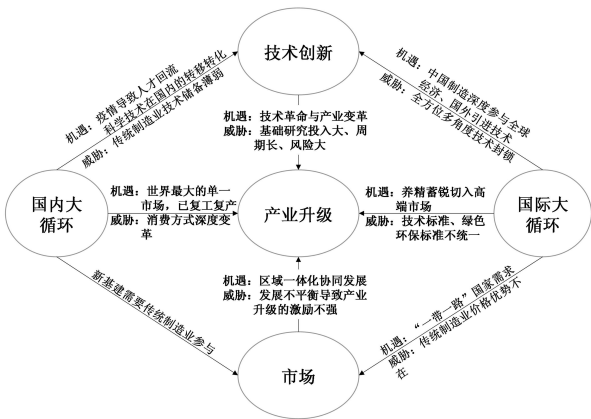 技术创新
机遇：疫情导致人才回流
科学技术在国内的转移转化
威胁：传统制造业技术储备薄弱
机遇：中国制造深度参与全球
经济、国外引进技术
威胁：全方位多角度技术封锁
机遇：技术革命与产业变革
威胁：基础研究投入大、周
期长、风险大
国内大
循环
机遇：世界最大的单一
市场，已复工复产
威胁：消费方式深度变
革
产业升级
机遇：养精蓄锐切入高
端市场
威胁：技术标准、绿色
环保标准不统一
国际大
循环
新基建需要传统制造业参与
机遇：区域一体化协同发展
威胁：发展不平衡导致产业
升级的激励不强
机遇：“一带一路”国家需求
威胁：传统制造业价格优势不
在
市场